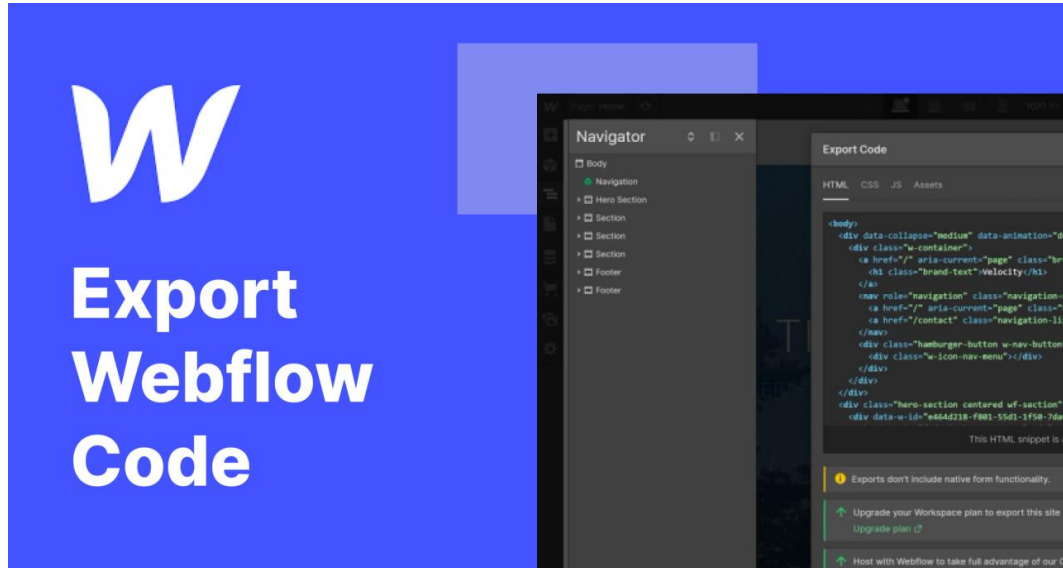 Export
Webflow
Code
Page: Home
1070
Navigator
Body
Navigation
Hero Section
Section
Section
Section
Footer
Footer
Export Code
HTML CSS JS Assets
<body>
<div data-collapse="medium" data-animation="d
<div class="w-container">
<a href="/" aria-current="page" class="br
<h1 class="brand-text">Velocity</h1>
</a>
<nav role="navigation" class="navigation-
<a href="/" aria-current="page" class="
<a href="/contact" class="navigation-li
</nav>
<div class="hamburger-button w-nav-button
<div class="w-icon-nav-menu"></div>
</div>
</div>
</div>
<div class="hero-section centered wf-section"
<div data-w-id="e464d218-f801-55d1-1f50-7da
This HTML snippet is
Exports don't include native form functionality.
Upgrade your Workspace plan to export this site
Upgrade plan
Host with Webflow to take full advantage of our